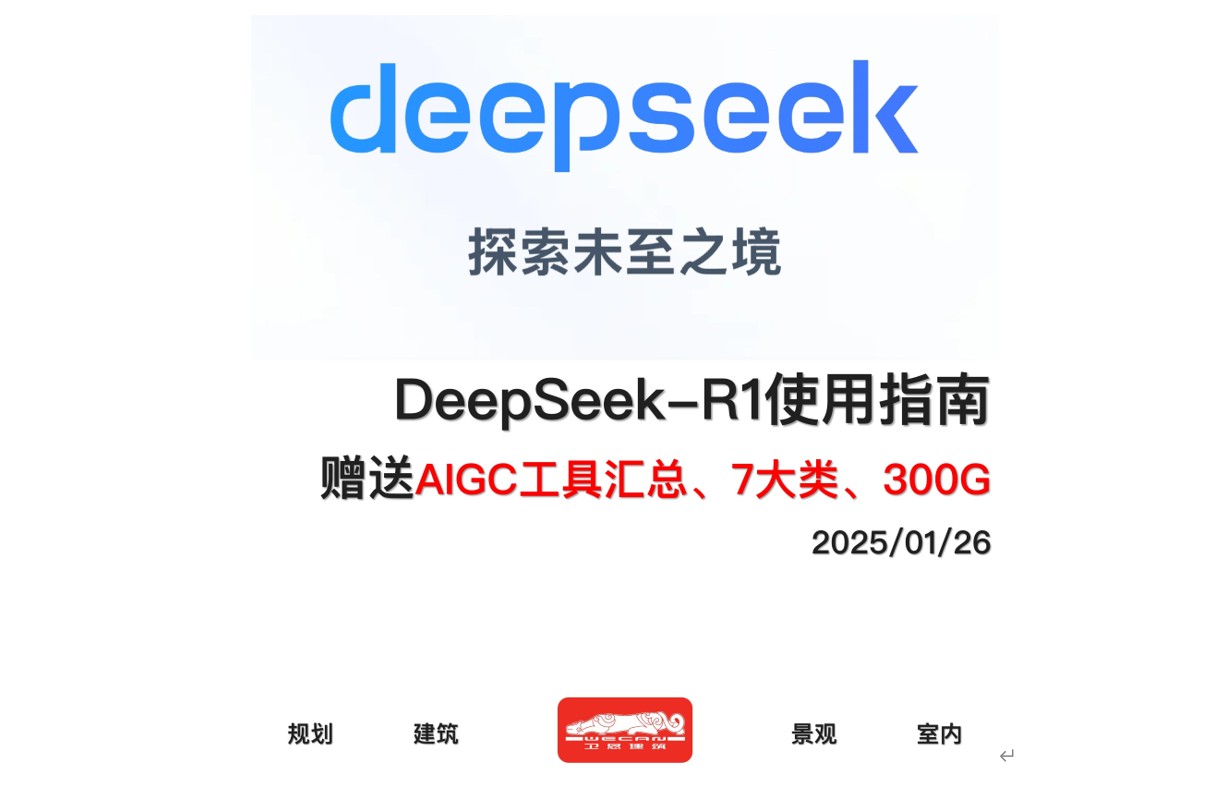 deepseek
探索未至之境
DeepSeek-R1使用指南
赠送AIGC工具汇总、7大类、300G
2025/01/26
规划 建筑 景观 室内
WECAN
卫恩建筑